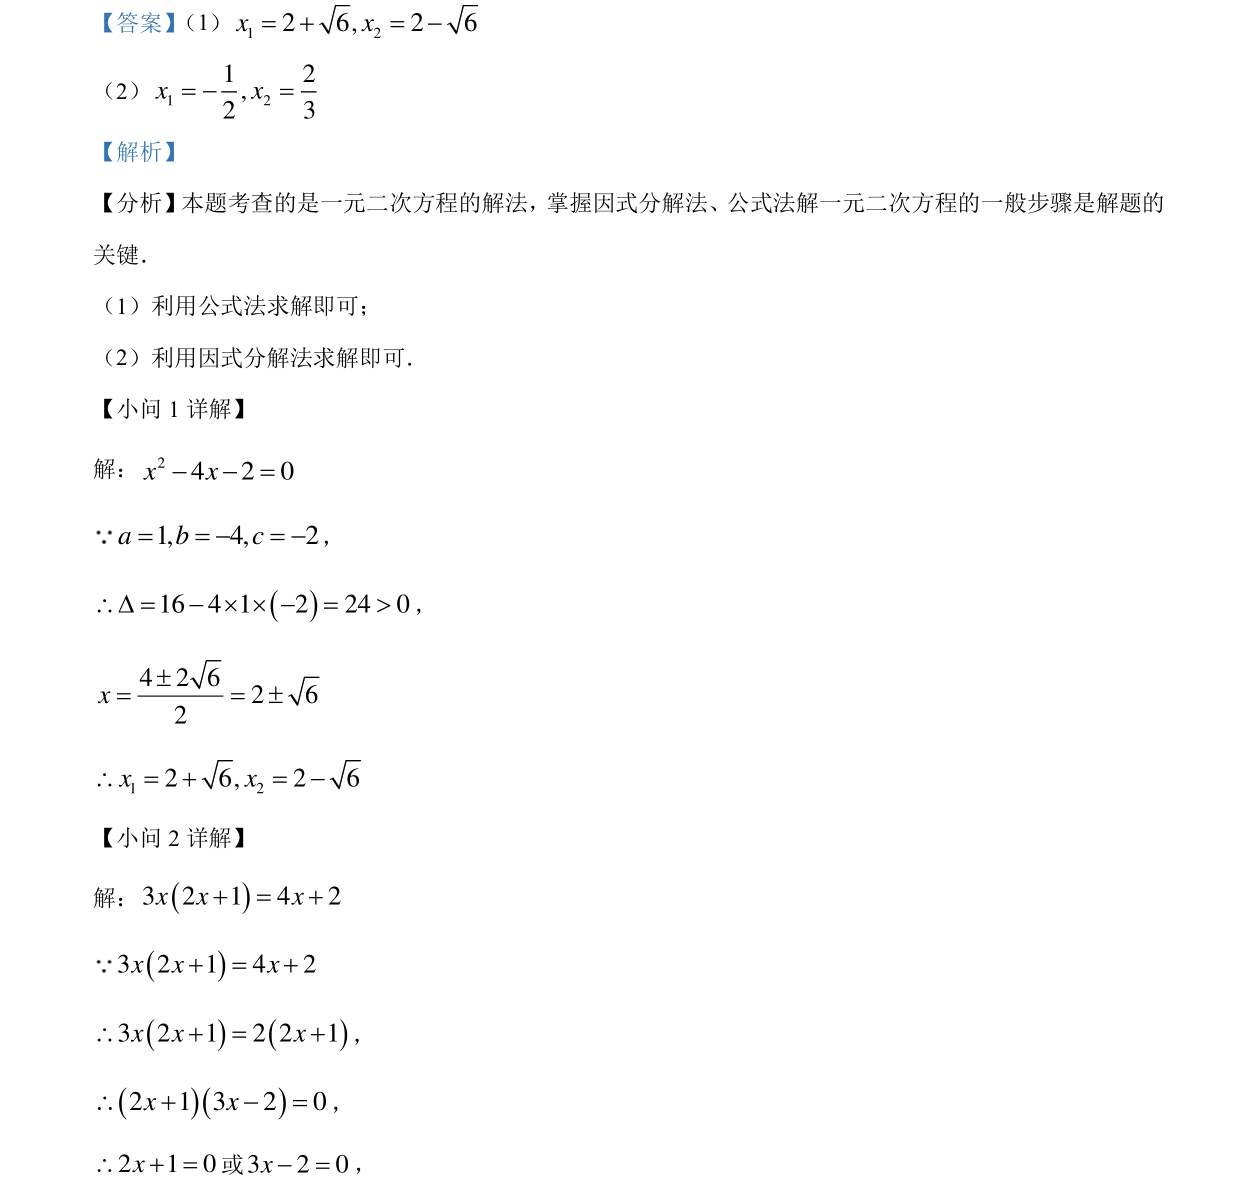 【答案】（1） x₁ = 2 + √6, x₂ = 2 − √6
（2） x₁ = −1/2, x₂ = 2/3
【解析】
【分析】本题考查的是一元二次方程的解法，掌握因式分解法、公式法解一元二次方程的一般步骤是解题的
关键．
（1）利用公式法求解即可；
（2）利用因式分解法求解即可．
【小问 1 详解】
解： x² − 4x − 2 = 0
∵ a = 1, b = −4, c = −2，
∴ Δ = 16 − 4×1×(−2) = 24 > 0，
x = (4 ± 2√6)/2 = 2 ± √6
∴ x₁ = 2 + √6, x₂ = 2 − √6
【小问 2 详解】
解： 3x(2x+1) = 4x + 2
∵ 3x(2x+1) = 4x + 2
∴ 3x(2x+1) = 2(2x+1)，
∴ (2x+1)(3x−2) = 0，
∴ 2x+1 = 0 或 3x−2 = 0，